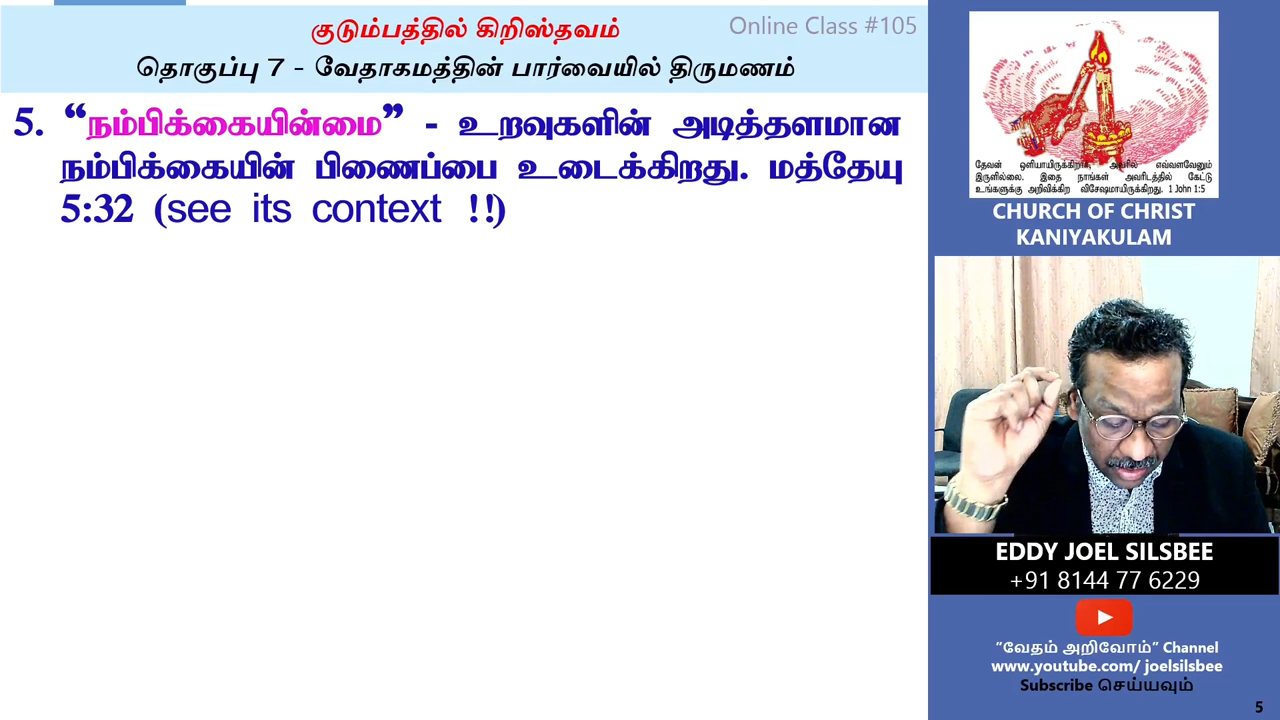 குடும்பத்தில் கிறிஸ்தவம்
Online Class #105
தொகுப்பு 7 - வேதாகமத்தின் பார்வையில் திருமணம்
5. “நம்பிக்கையின்மை” - உறவுகளின் அடித்தளமான
நம்பிக்கையின் பிணைப்பை உடைக்கிறது. மத்தேயு
5:32 (see its context !!)
தேவன் ஒளியாயிருக்கிறார், அவரில் எவ்வளவேனும்
இருளில்லை. இதை நாங்கள் அவரிடத்தில் கேட்டு
உங்களுக்கு அறிவிக்கிற விசேஷமாயிருக்கிறது. 1 John 1:5
CHURCH OF CHRIST
KANIYAKULAM
EDDY JOEL SILSBEE
+91 8144 77 6229
"வேதம் அறிவோம்" Channel
www.youtube.com/ joelsilsbee
Subscribe செய்யவும்
5